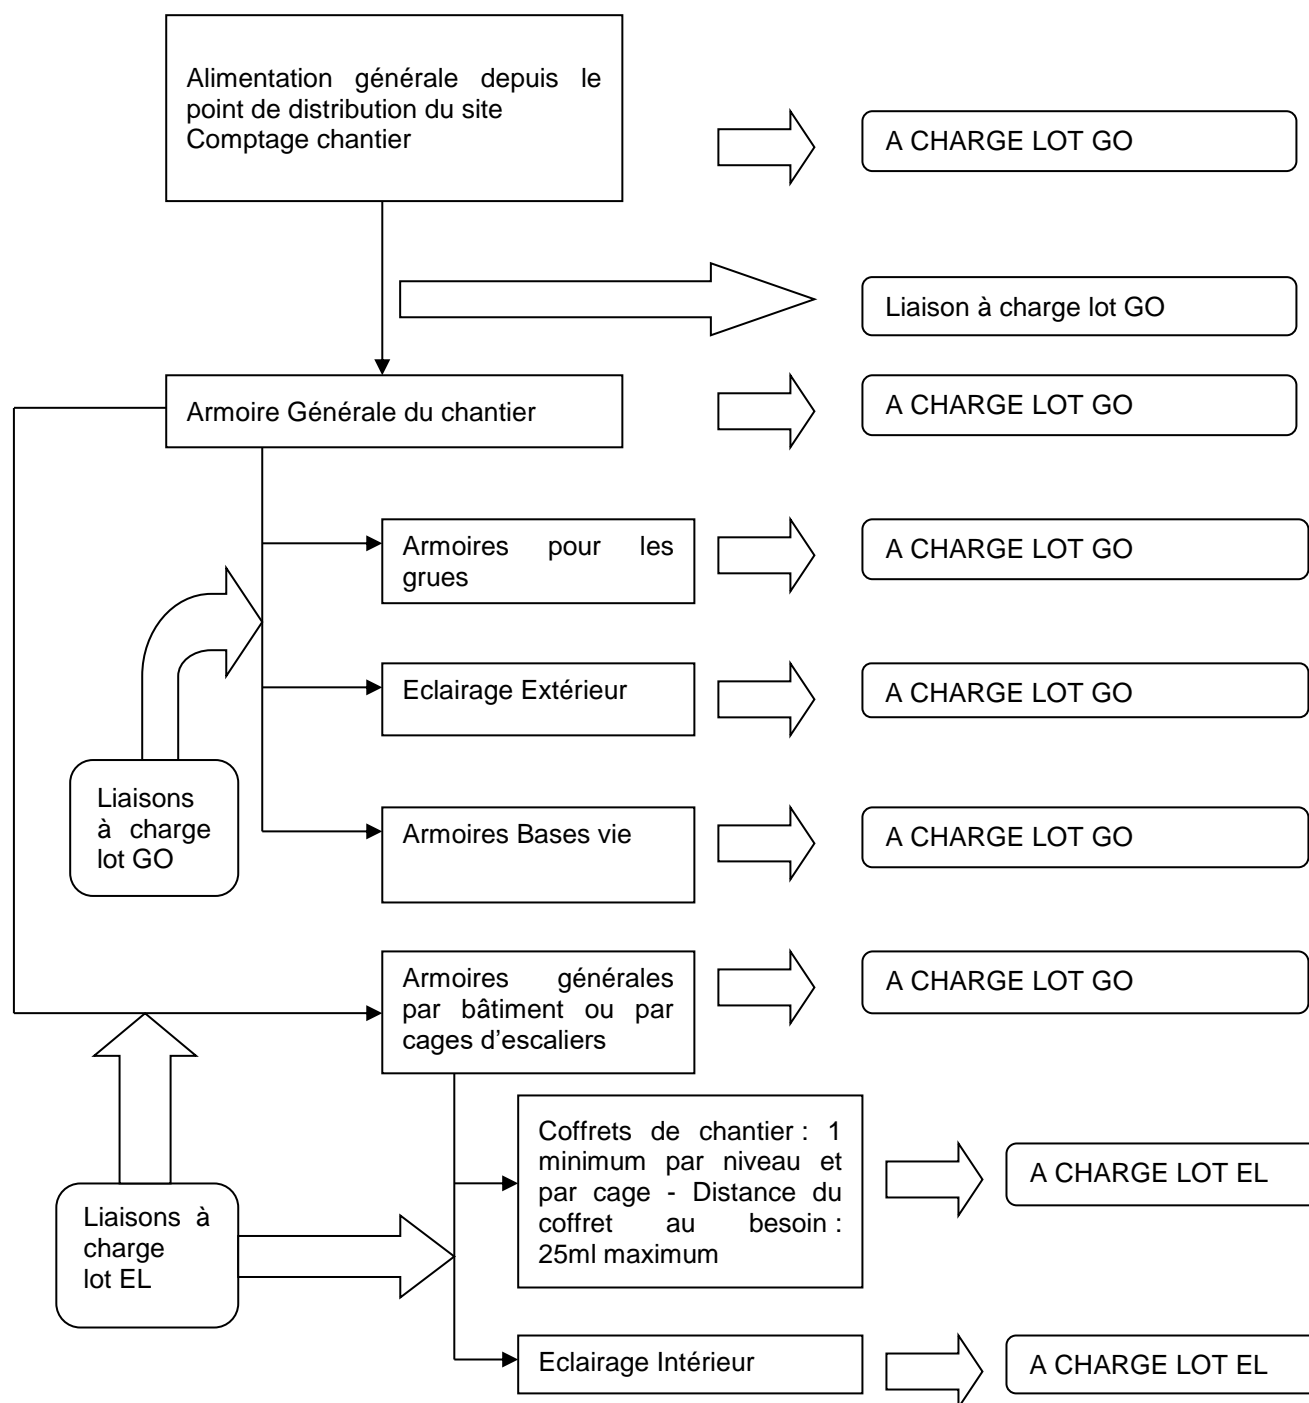 Alimentation générale depuis le
point de distribution du site
Comptage chantier
A CHARGE LOT GO
Liaison à charge lot GO
Armoire Générale du chantier
A CHARGE LOT GO
Armoires pour les
grues
A CHARGE LOT GO
Eclairage Extérieur
A CHARGE LOT GO
Liaisons
à charge
lot GO
Armoires Bases vie
A CHARGE LOT GO
Armoires générales
par bâtiment ou par
cages d'escaliers
A CHARGE LOT GO
Coffrets de chantier : 1
minimum par niveau et
par cage - Distance du
coffret au besoin :
25ml maximum
A CHARGE LOT EL
Liaisons à
charge
lot EL
Eclairage Intérieur
A CHARGE LOT EL